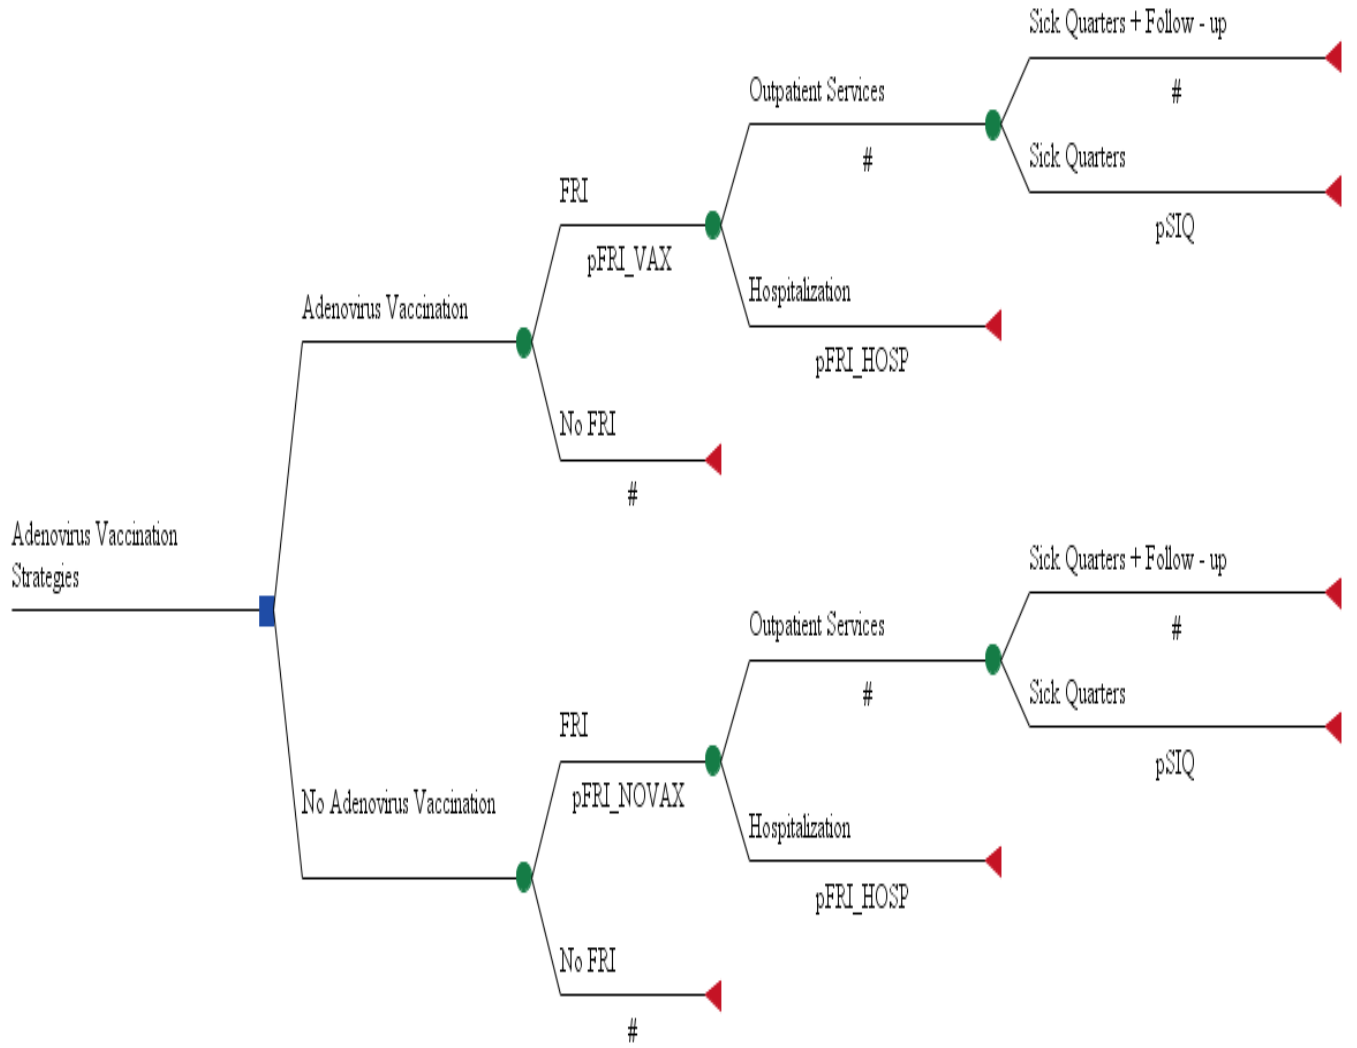 Sick Quarters + Follow - up
#
Outpatient Services
#
Sick Quarters
pSIQ
FRI
pFRI_VAX
Hospitalization
pFRI_HOSP
Adenovirus Vaccination
No FRI
#
Adenovirus Vaccination
Strategies
Sick Quarters + Follow - up
#
Outpatient Services
#
Sick Quarters
pSIQ
FRI
pFRI_NOVAX
Hospitalization
pFRI_HOSP
No Adenovirus Vaccination
No FRI
#